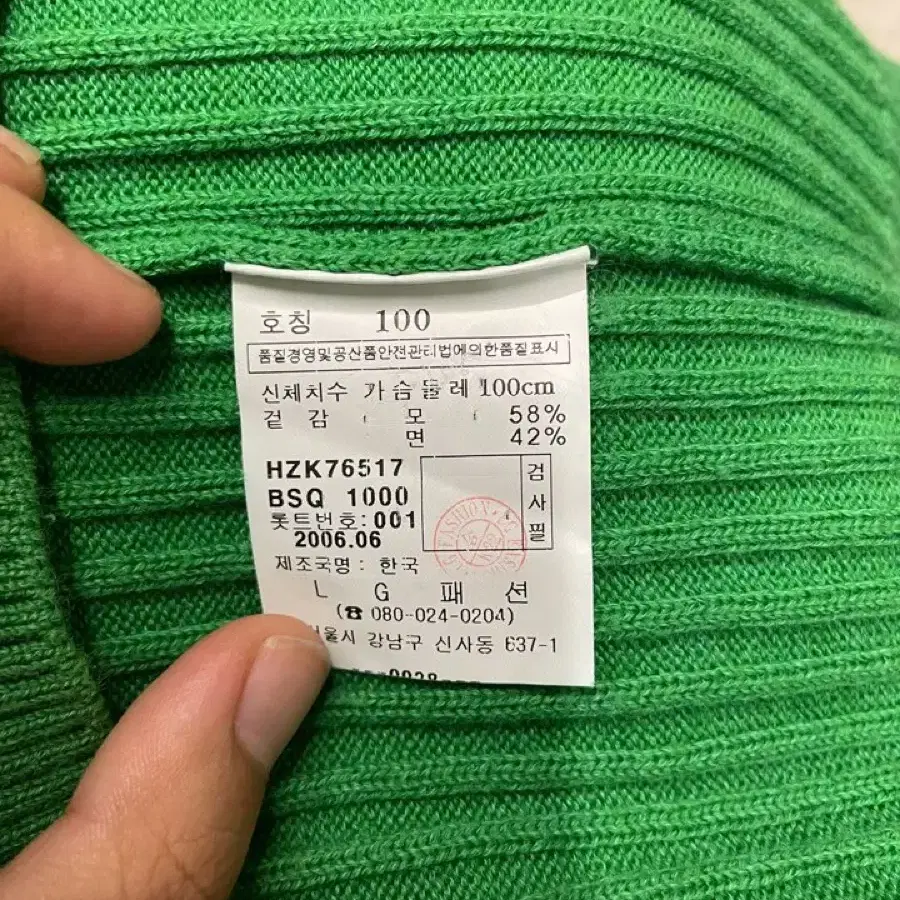 호칭 100
품질경영및공산품안전관리법에의한품질표시
신체치수 가슴둘레 100cm
겉감 모 58%
면 42%
HZK76517
BSQ 1000
롯트번호: 001
2006.06
검사필
제조국명 : 한국
LG패션
(☎ 080-024-0204)
강남구 신사동 637-1